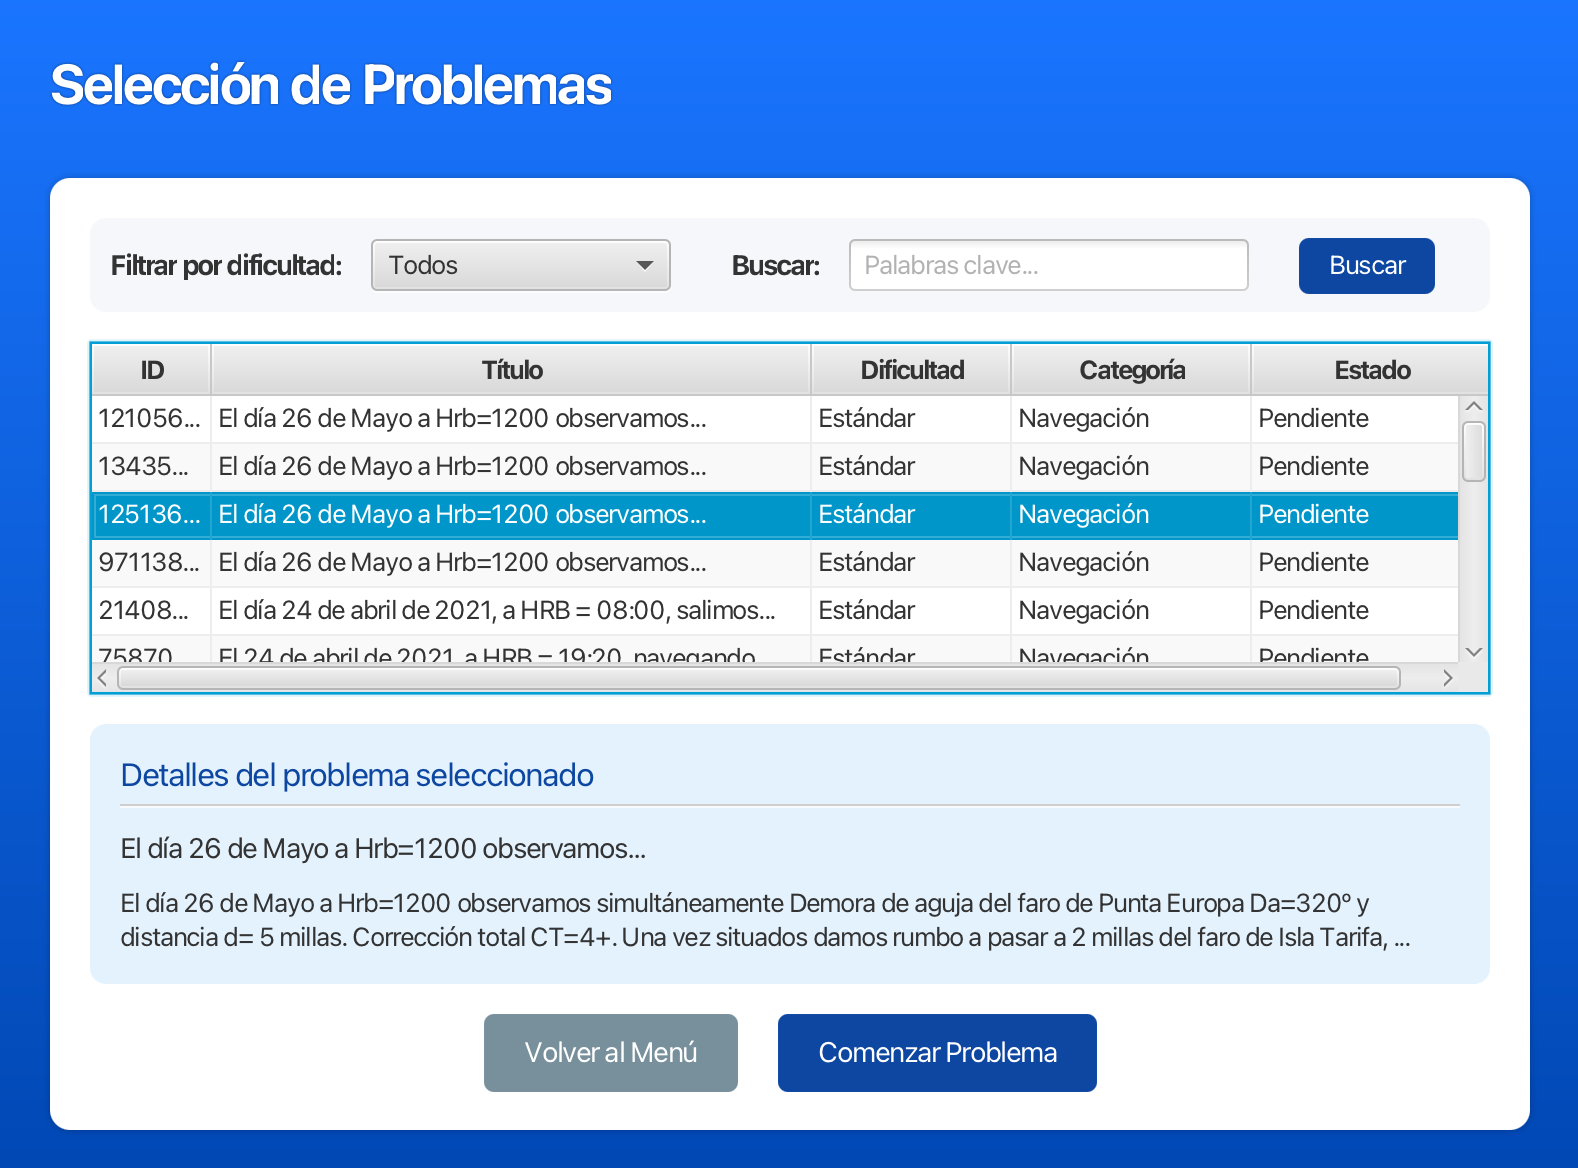 Selección de Problemas
Filtrar por dificultad: Todos Buscar: Palabras clave... Buscar
ID Título Dificultad Categoría Estado
121056... El día 26 de Mayo a Hrb=1200 observamos... Estándar Navegación Pendiente
13435... El día 26 de Mayo a Hrb=1200 observamos... Estándar Navegación Pendiente
125136... El día 26 de Mayo a Hrb=1200 observamos... Estándar Navegación Pendiente
971138... El día 26 de Mayo a Hrb=1200 observamos... Estándar Navegación Pendiente
21408... El día 24 de abril de 2021, a HRB = 08:00, salimos... Estándar Navegación Pendiente
75870 El 24 de abril de 2021, a HRB = 19:20, navegando Estándar Navegación Pendiente
Detalles del problema seleccionado
El día 26 de Mayo a Hrb=1200 observamos...
El día 26 de Mayo a Hrb=1200 observamos simultáneamente Demora de aguja del faro de Punta Europa Da=320º y
distancia d= 5 millas. Corrección total CT=4+. Una vez situados damos rumbo a pasar a 2 millas del faro de Isla Tarifa, ...
Volver al Menú Comenzar Problema